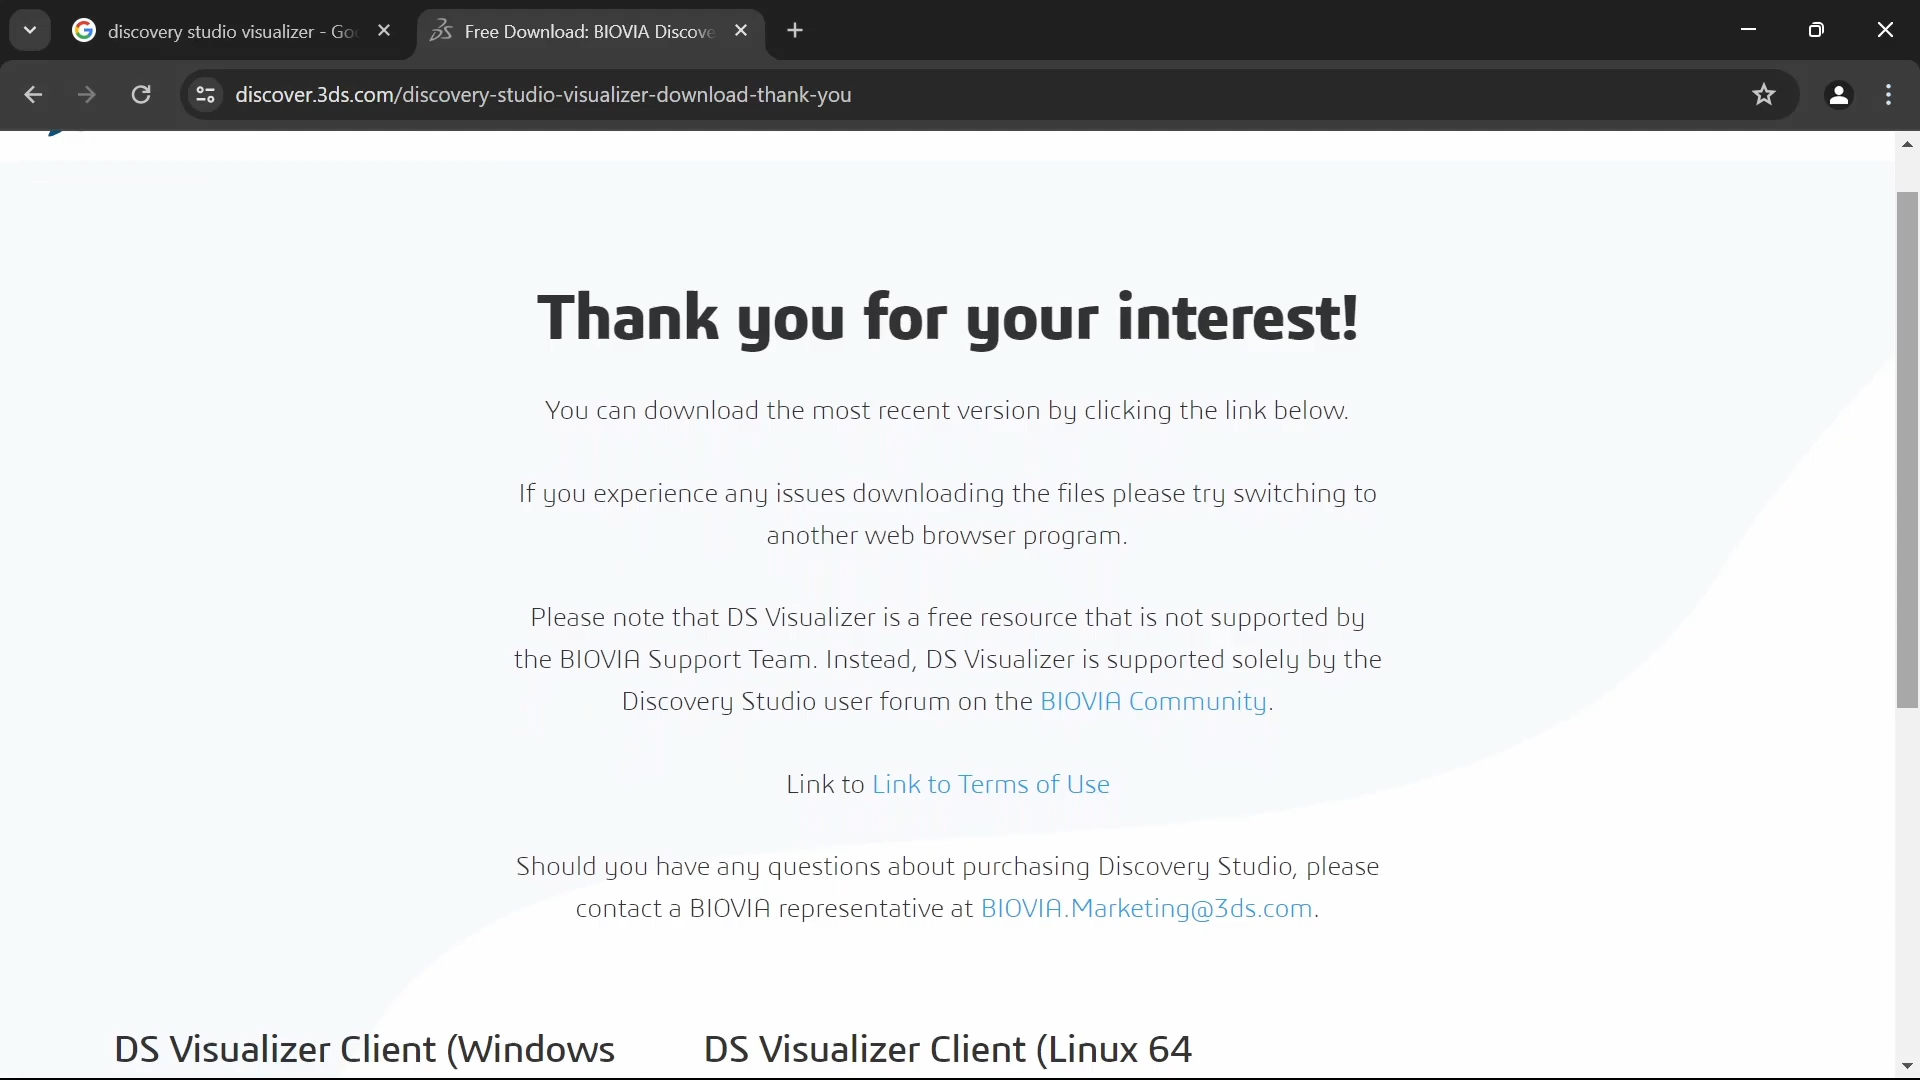 discovery studio visualizer - Goo
Free Download: BIOVIA Discove
discover.3ds.com/discovery-studio-visualizer-download-thank-you
Thank you for your interest!
You can download the most recent version by clicking the link below.
If you experience any issues downloading the files please try switching to
another web browser program.
Please note that DS Visualizer is a free resource that is not supported by
the BIOVIA Support Team. Instead, DS Visualizer is supported solely by the
Discovery Studio user forum on the BIOVIA Community.
Link to Link to Terms of Use
Should you have any questions about purchasing Discovery Studio, please
contact a BIOVIA representative at BIOVIA.Marketing@3ds.com.
DS Visualizer Client (Windows
DS Visualizer Client (Linux 64